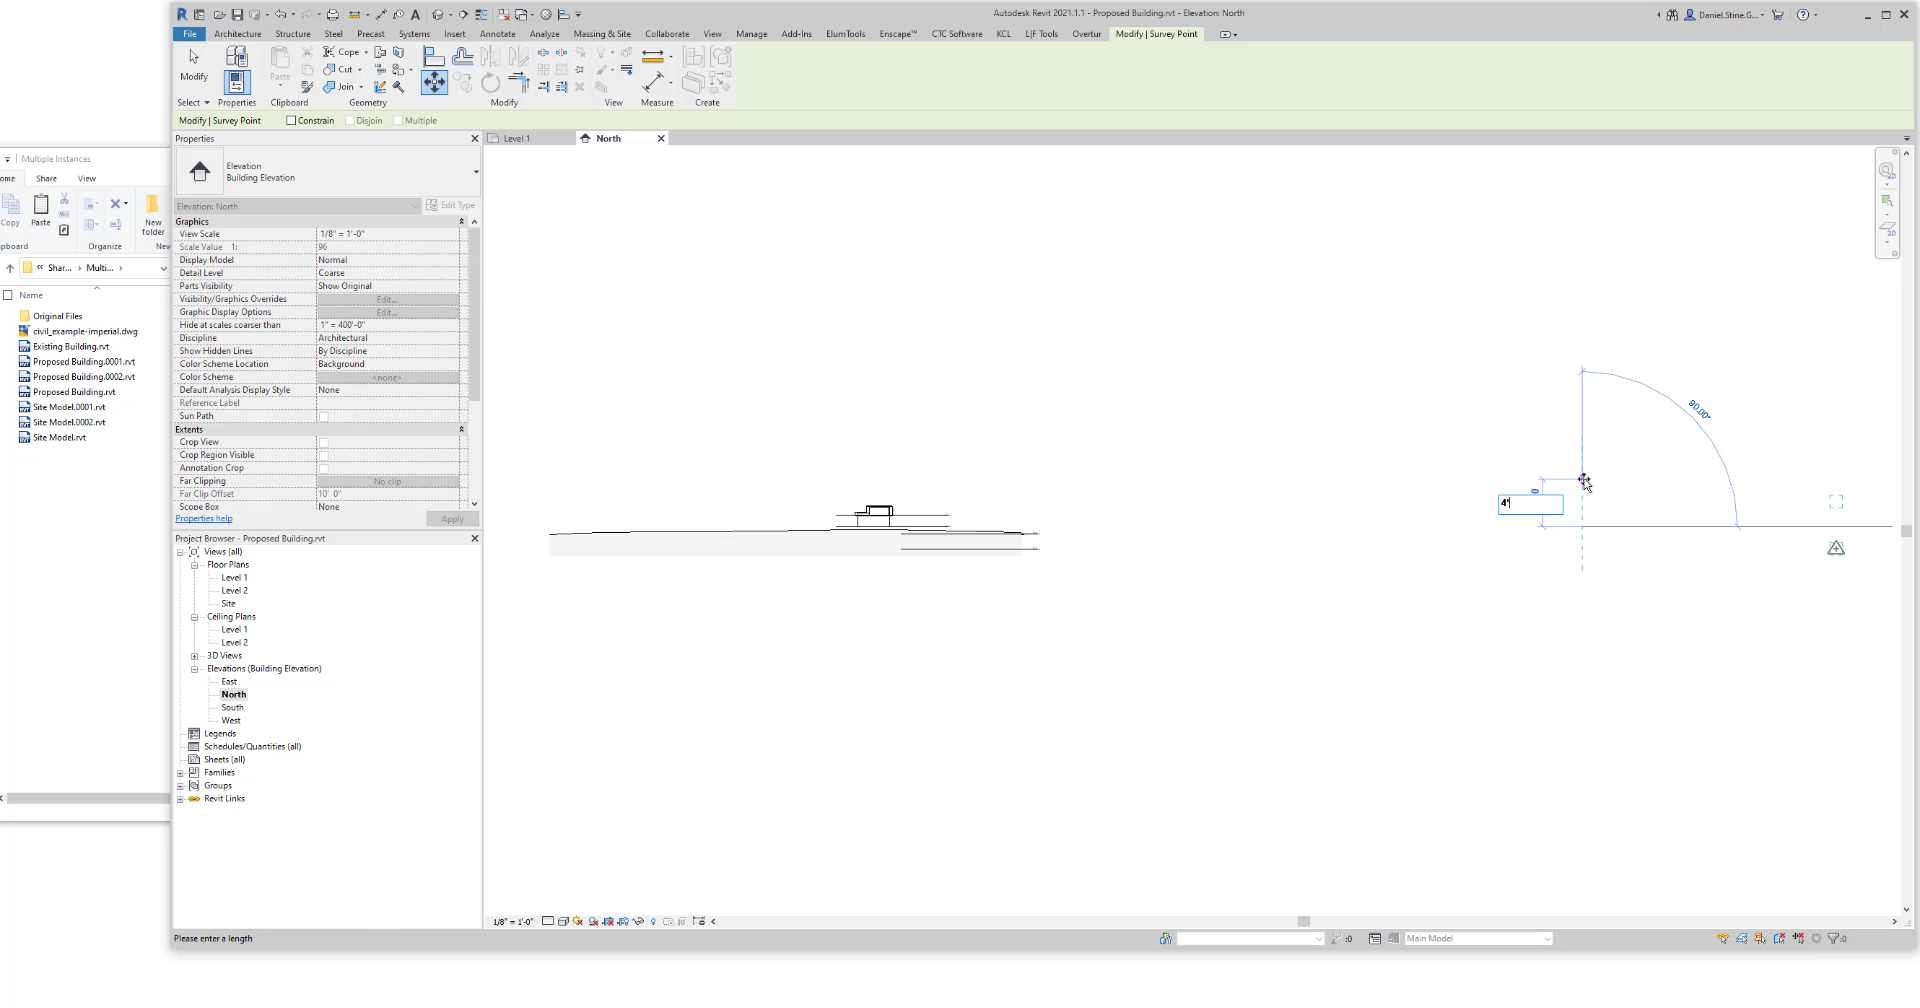 Autodesk Revit 2021.1.1 - Proposed Building.rvt - Elevation: North
Daniel.Stine.G...
File Architecture Structure Steel Precast Systems Insert Annotate Analyze Massing & Site Collaborate View Manage Add-Ins ElumTools Enscape™ CTC Software KCL L|F Tools Overtur Modify | Survey Point
Cope
Modify Paste Cut
Join
Select Properties Clipboard Geometry Modify View Measure Create
Modify | Survey Point Constrain Disjoin Multiple
Multiple Instances
Share View
Copy Paste
New folder
Organize
Shar... Multi...
Name
Original Files
civil_example-imperial.dwg
Existing Building.rvt
Proposed Building.0001.rvt
Proposed Building.0002.rvt
Proposed Building.rvt
Site Model.0001.rvt
Site Model.0002.rvt
Site Model.rvt
Properties
Elevation
Building Elevation
Elevation: North Edit Type
Graphics
View Scale 1/8" = 1'-0"
Scale Value 1: 96
Display Model Normal
Detail Level Coarse
Parts Visibility Show Original
Visibility/Graphics Overrides Edit...
Graphic Display Options Edit...
Hide at scales coarser than 1" = 400'-0"
Discipline Architectural
Show Hidden Lines By Discipline
Color Scheme Location Background
Color Scheme <none>
Default Analysis Display Style None
Reference Label
Sun Path
Extents
Crop View
Crop Region Visible
Annotation Crop
Far Clipping No clip
Far Clip Offset 10' 0"
Scope Box None
Properties help Apply
Project Browser - Proposed Building.rvt
Views (all)
Floor Plans
Level 1
Level 2
Site
Ceiling Plans
Level 1
Level 2
3D Views
Elevations (Building Elevation)
East
North
South
West
Legends
Schedules/Quantities (all)
Sheets (all)
Families
Groups
Revit Links
Level 1 North
90.00°
4'
1/8" = 1'-0"
Please enter a length
:0
Main Model
:0